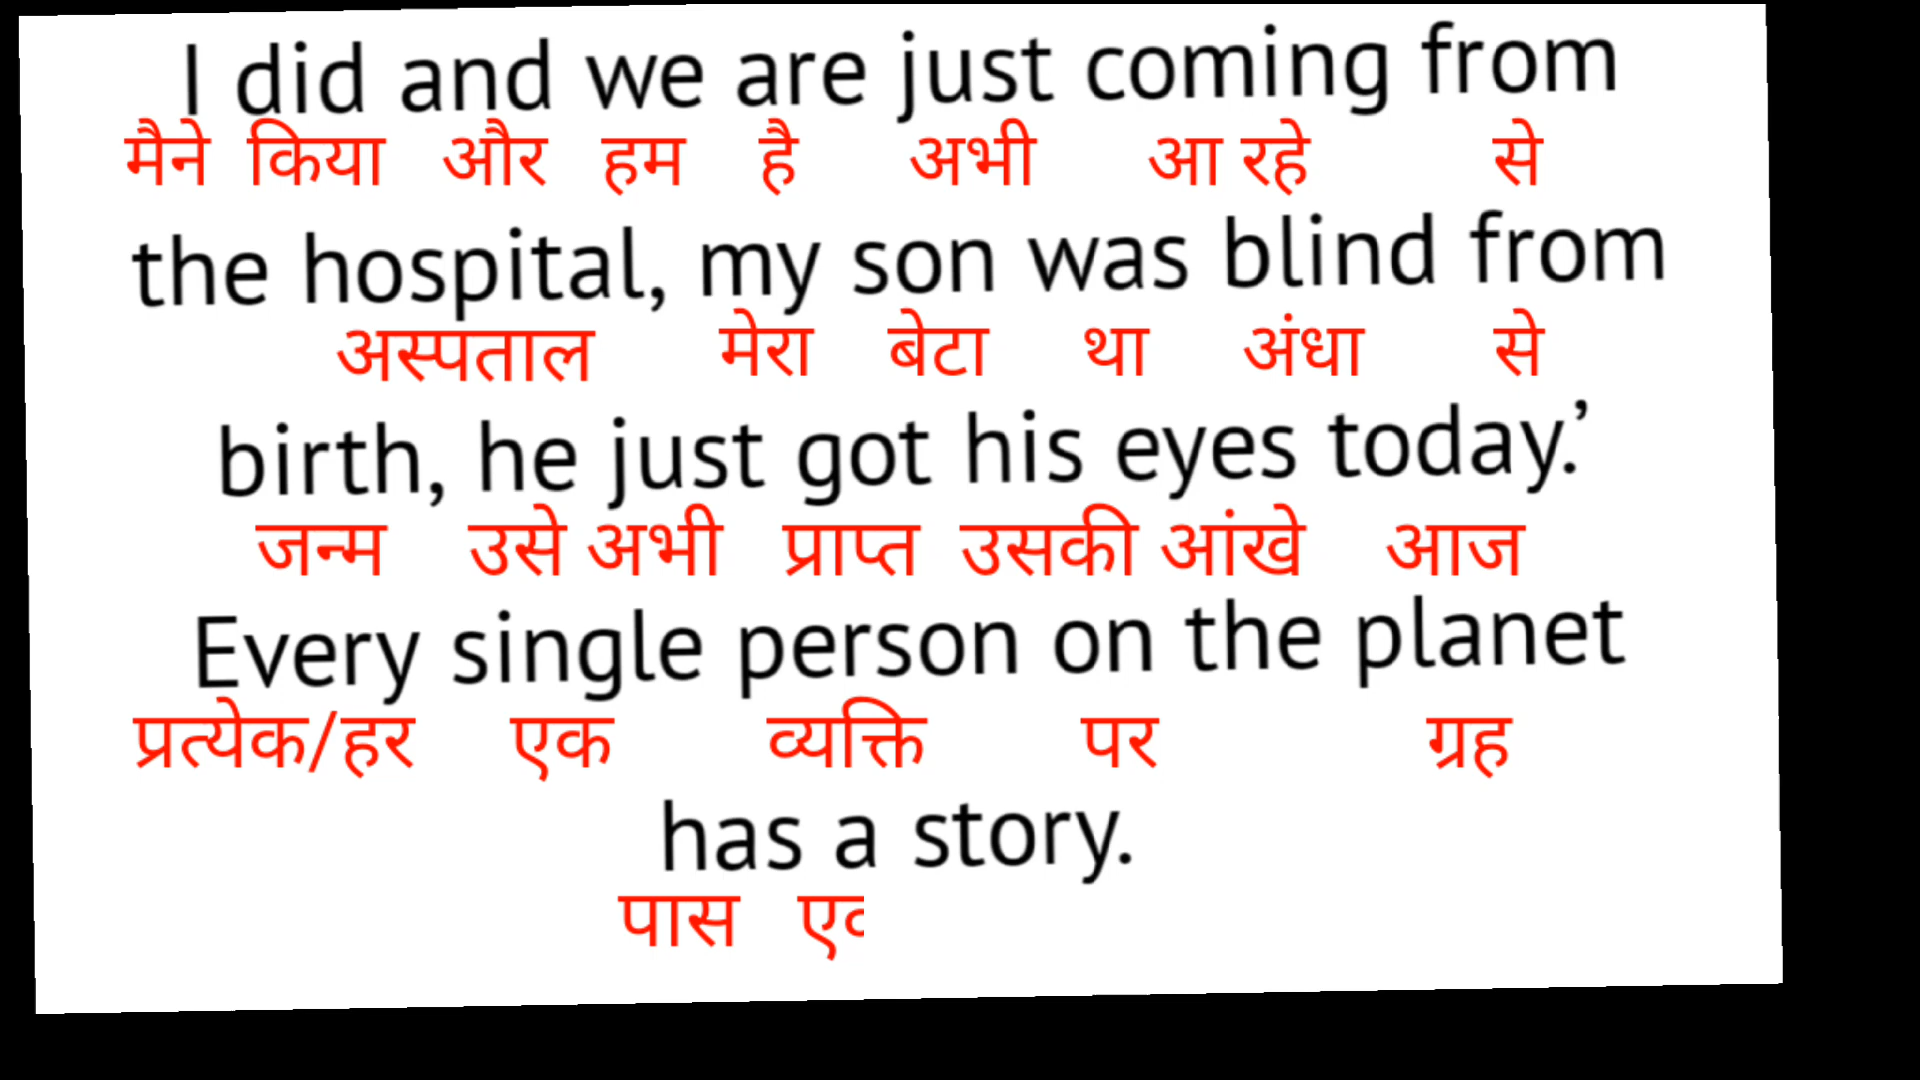 I did and we are just coming from
मैने किया और हम है अभी आ रहे से
the hospital, my son was blind from
अस्पताल मेरा बेटा था अंधा से
birth, he just got his eyes today.’
जन्म उसे अभी प्राप्त उसकी आंखे आज
Every single person on the planet
प्रत्येक/हर एक व्यक्ति पर ग्रह
has a story.
पास